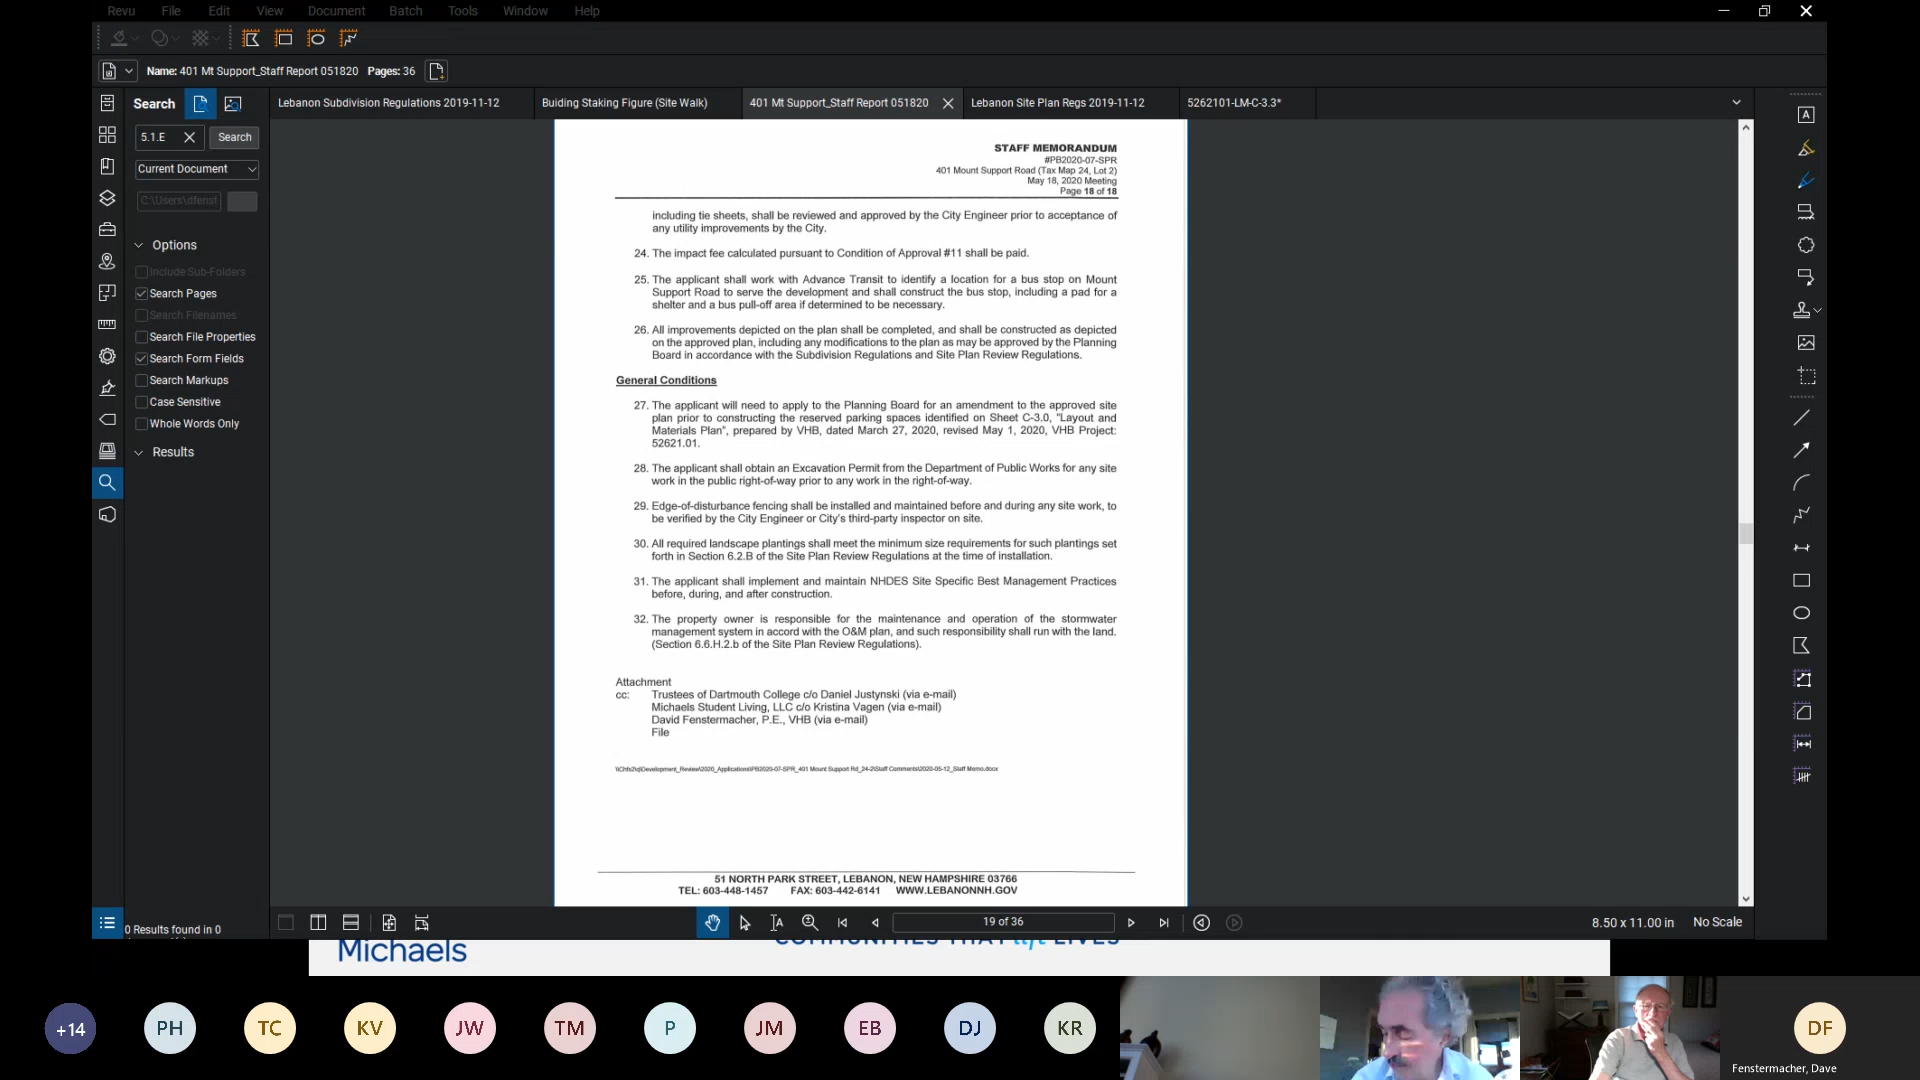 Revu File Edit View Document Batch Tools Window Help
Name: 401 Mt Support_Staff Report 051820 Pages: 36
Search
Lebanon Subdivision Regulations 2019-11-12
Buiding Staking Figure (Site Walk)
401 Mt Support_Staff Report 051820
Lebanon Site Plan Regs 2019-11-12
5262101-LM-C-3.3*
5.1.E
Search
Current Document
C:\Users\dfenst
Options
Include Sub-Folders
Search Pages
Search Filenames
Search File Properties
Search Form Fields
Search Markups
Case Sensitive
Whole Words Only
Results
0 Results found in 0
STAFF MEMORANDUM
#PB2020-07-SPR
401 Mount Support Road (Tax Map 24, Lot 2)
May 18, 2020 Meeting
Page 18 of 18
including tie sheets, shall be reviewed and approved by the City Engineer prior to acceptance of
any utility improvements by the City.
24. The impact fee calculated pursuant to Condition of Approval #11 shall be paid.
25. The applicant shall work with Advance Transit to identify a location for a bus stop on Mount
Support Road to serve the development and shall construct the bus stop, including a pad for a
shelter and a bus pull-off area if determined to be necessary.
26. All improvements depicted on the plan shall be completed, and shall be constructed as depicted
on the approved plan, including any modifications to the plan as may be approved by the Planning
Board in accordance with the Subdivision Regulations and Site Plan Review Regulations.
General Conditions
27. The applicant will need to apply to the Planning Board for an amendment to the approved site
plan prior to constructing the reserved parking spaces identified on Sheet C-3.0, "Layout and
Materials Plan", prepared by VHB, dated March 27, 2020, revised May 1, 2020, VHB Project:
52621.01.
28. The applicant shall obtain an Excavation Permit from the Department of Public Works for any site
work in the public right-of-way prior to any work in the right-of-way.
29. Edge-of-disturbance fencing shall be installed and maintained before and during any site work, to
be verified by the City Engineer or City's third-party inspector on site.
30. All required landscape plantings shall meet the minimum size requirements for such plantings set
forth in Section 6.2.B of the Site Plan Review Regulations at the time of installation.
31. The applicant shall implement and maintain NHDES Site Specific Best Management Practices
before, during, and after construction.
32. The property owner is responsible for the maintenance and operation of the stormwater
management system in accord with the O&M plan, and such responsibility shall run with the land.
(Section 6.6.H.2.b of the Site Plan Review Regulations).
Attachment
cc: Trustees of Dartmouth College c/o Daniel Justynski (via e-mail)
Michaels Student Living, LLC c/o Kristina Vagen (via e-mail)
David Fenstermacher, P.E., VHB (via e-mail)
File
51 NORTH PARK STREET, LEBANON, NEW HAMPSHIRE 03766
TEL: 603-448-1457 FAX: 603-442-6141 WWW.LEBANONNH.GOV
19 of 36
8.50 x 11.00 in No Scale
Michaels
COMMUNITIES THAT lift LIVES
+14 PH TC KV JW TM P JM EB DJ KR DF
Fenstermacher, Dave